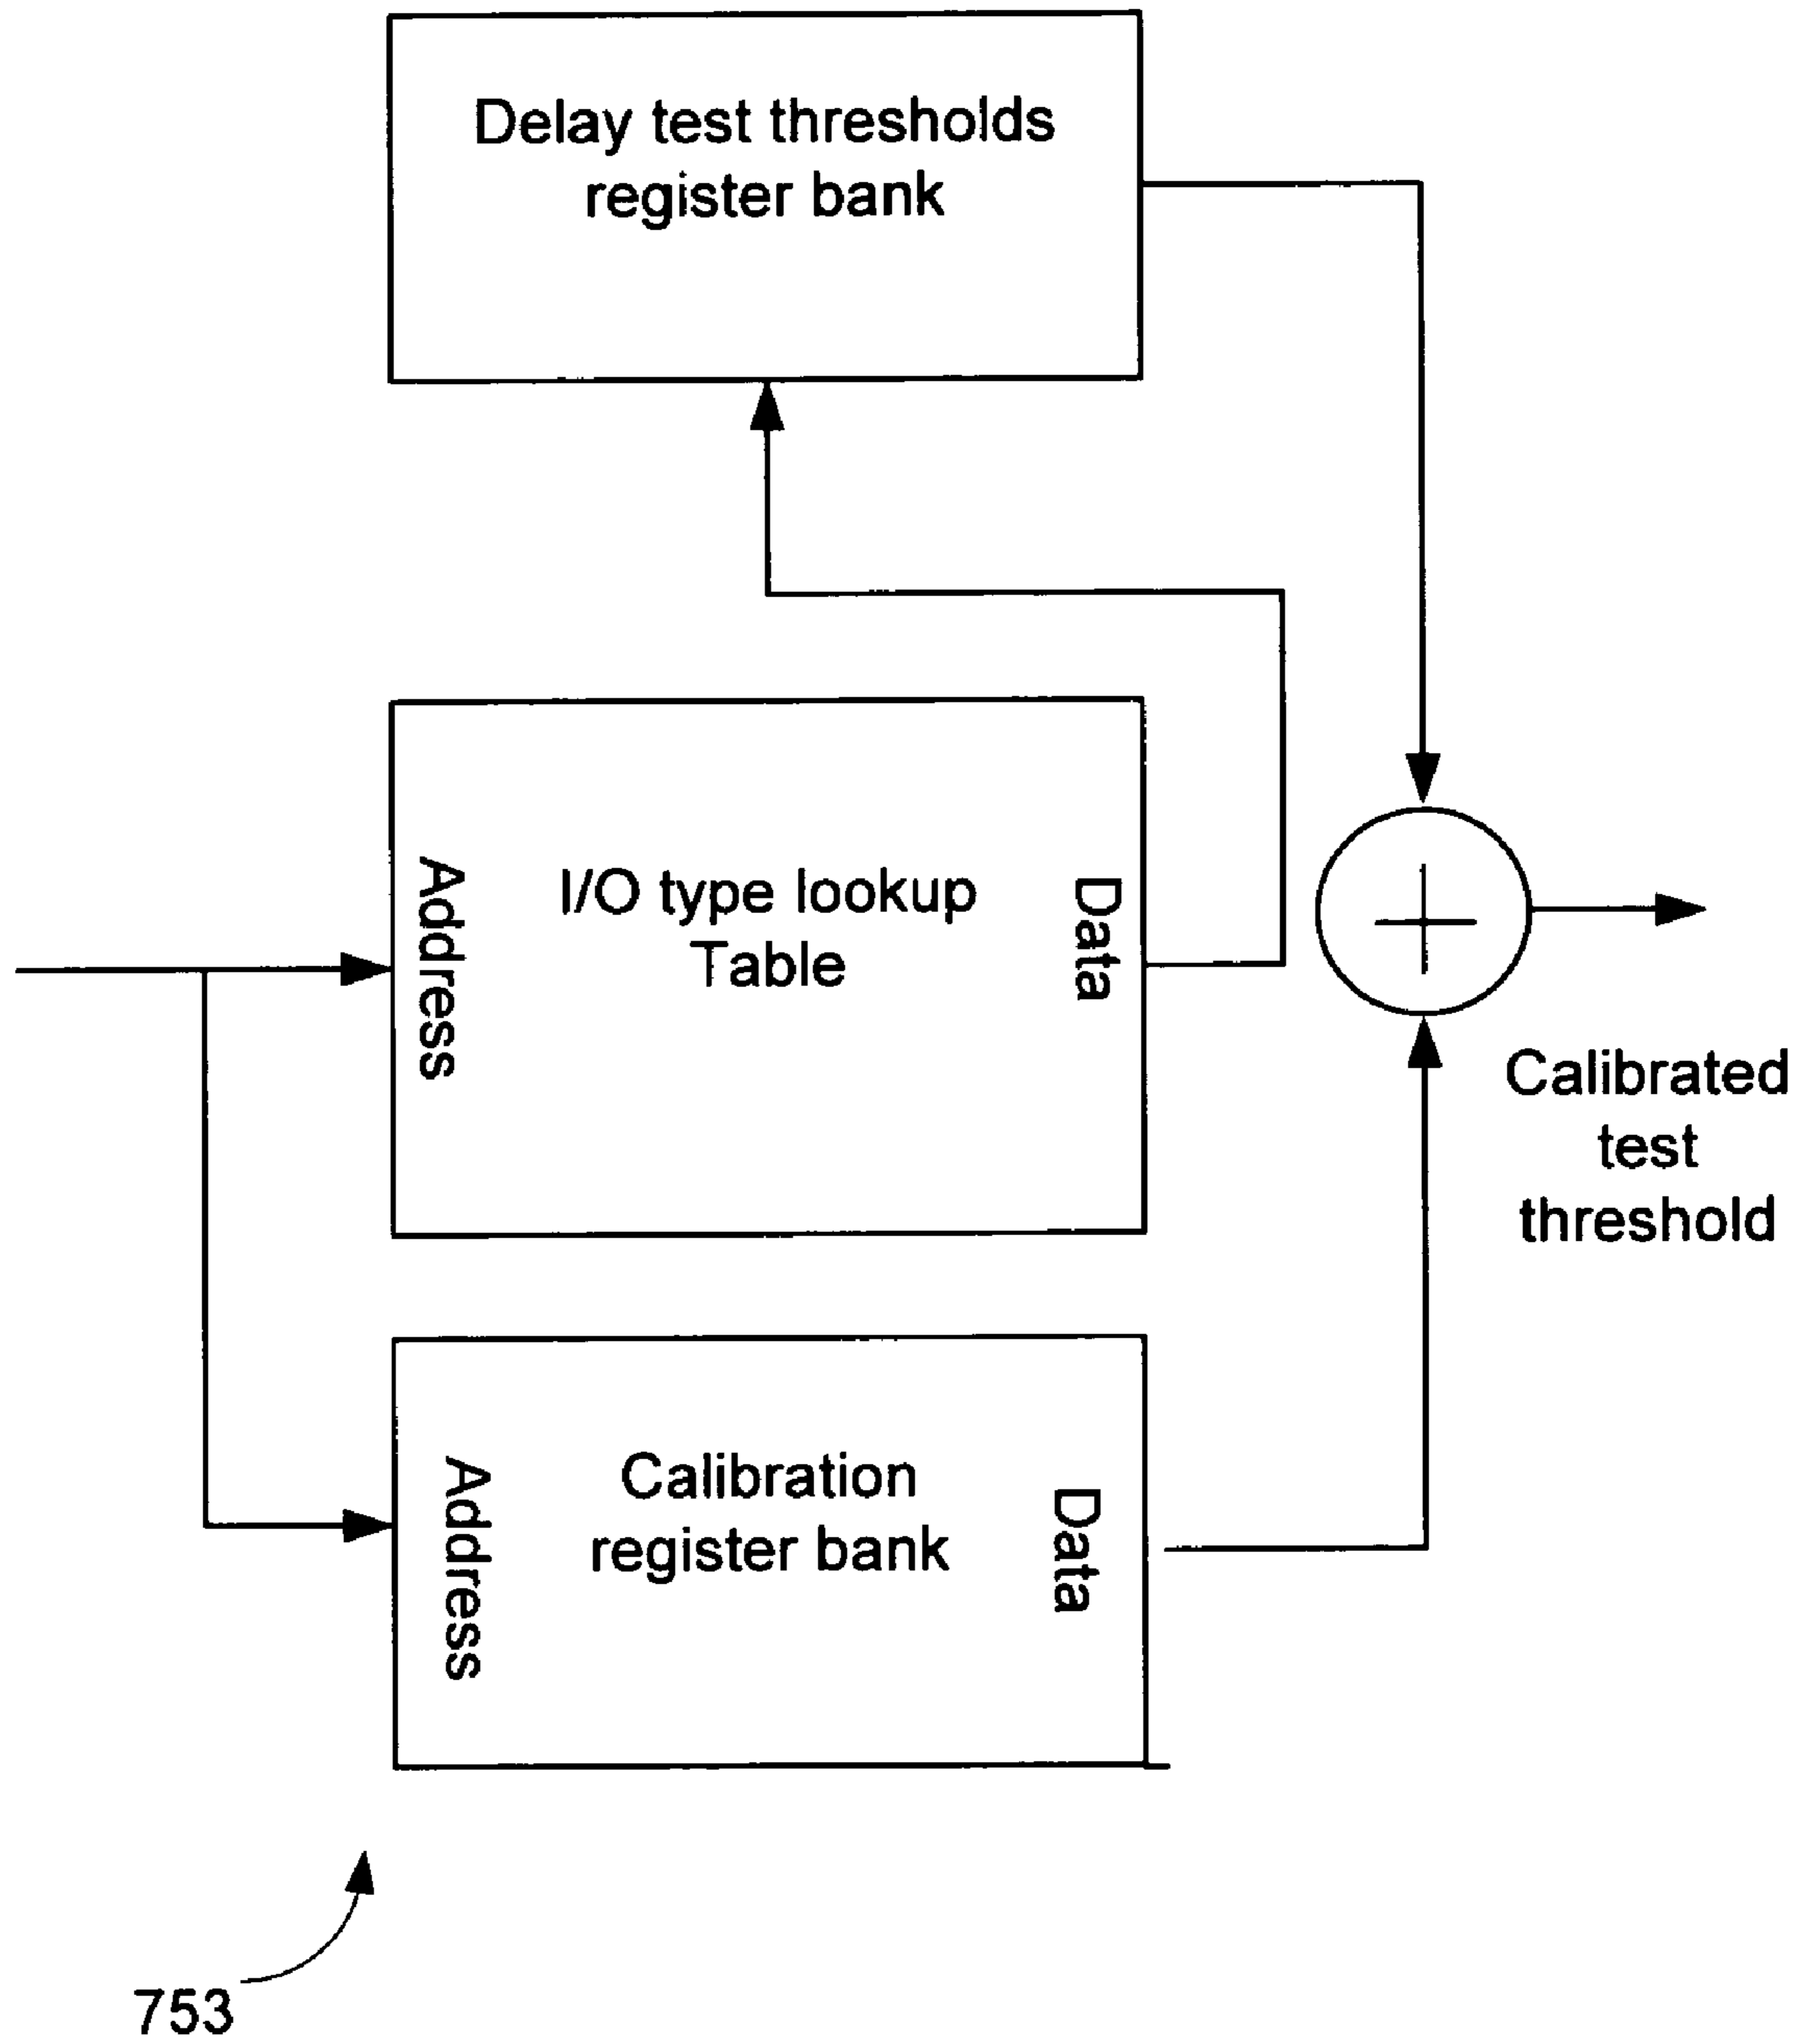 Delay test thresholds
register bank
Address
I/O type lookup
Table
Data
Calibrated
test
threshold
Address
Calibration
register bank
Data
753